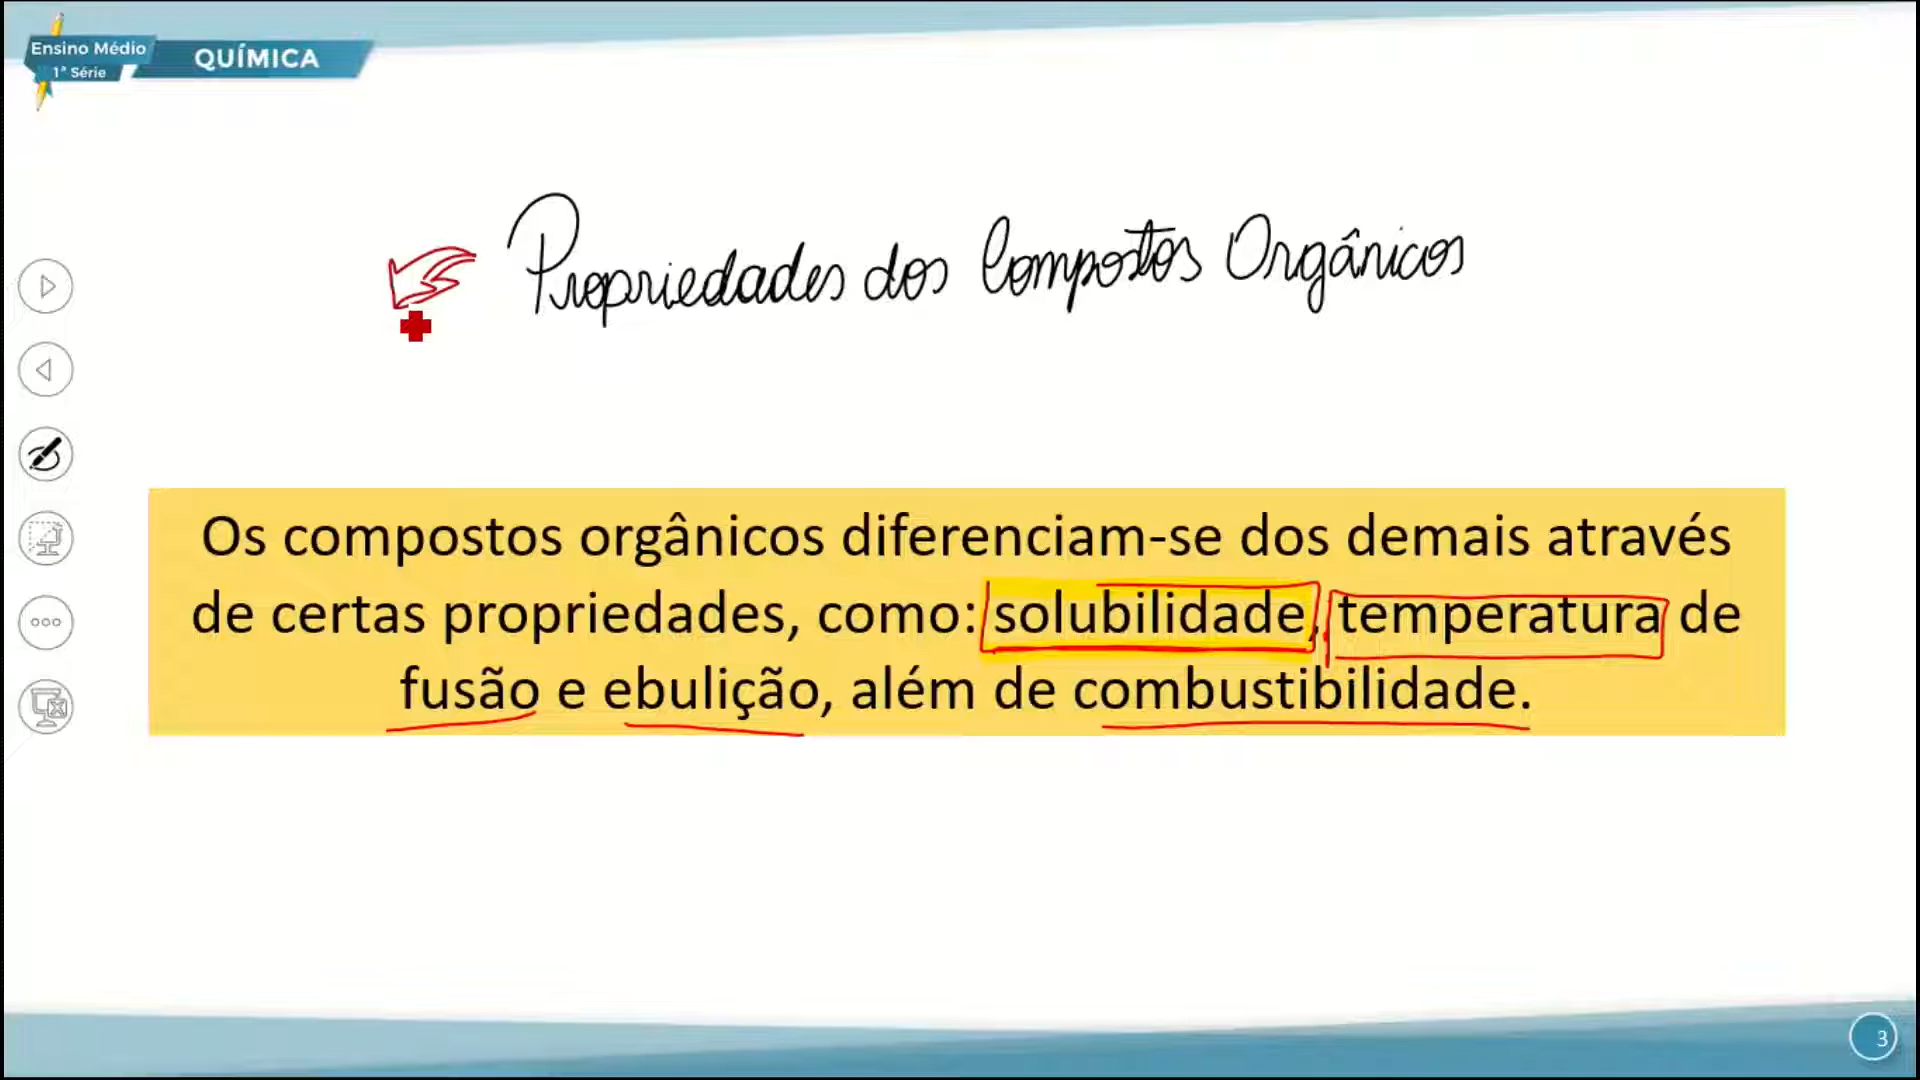 Ensino Médio
1ª Série
QUÍMICA
Propriedades dos Compostos Orgânicos
Os compostos orgânicos diferenciam-se dos demais através
de certas propriedades, como: solubilidade, temperatura de
fusão e ebulição, além de combustibilidade.
3